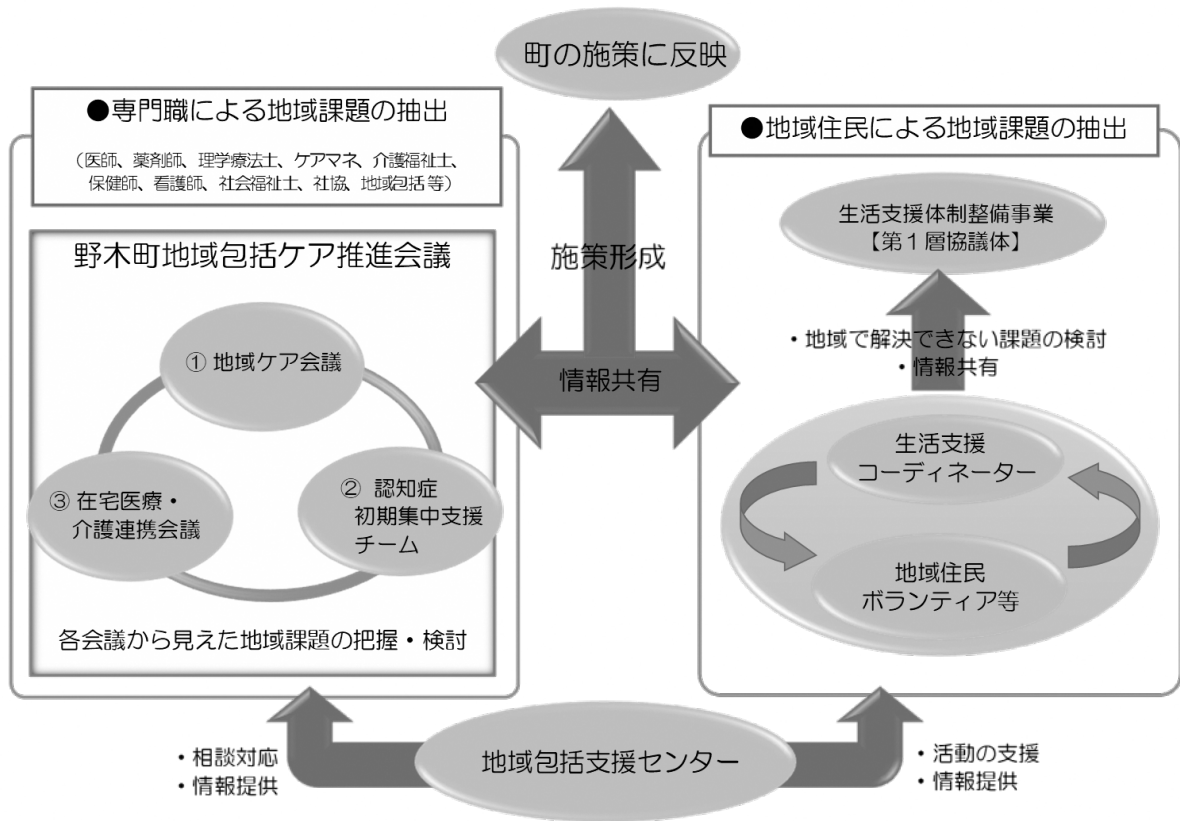 町の施策に反映
●専門職による地域課題の抽出
（医師、薬剤師、理学療法士、ケアマネ、介護福祉士、
保健師、看護師、社会福祉士、社協、地域包括 等）
野木町地域包括ケア推進会議
① 地域ケア会議
② 認知症
初期集中支援
チーム
③ 在宅医療・
介護連携会議
各会議から見えた地域課題の把握・検討
施策形成
情報共有
●地域住民による地域課題の抽出
生活支援体制整備事業
【第１層協議体】
・地域で解決できない課題の検討
・情報共有
生活支援
コーディネーター
地域住民
ボランティア等
・相談対応
・情報提供
地域包括支援センター
・活動の支援
・情報提供